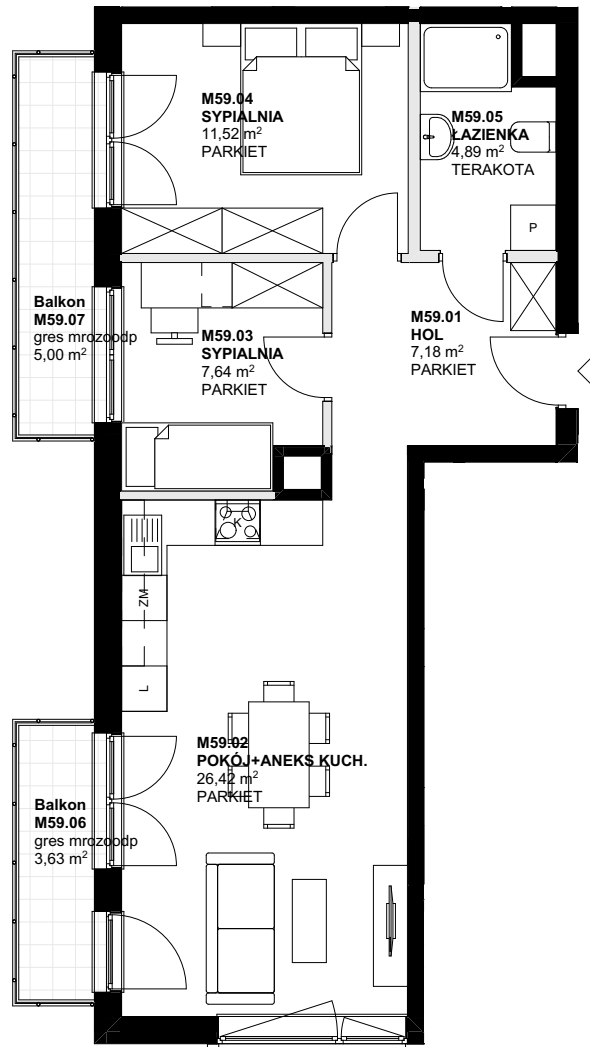 M59.04
SYPIALNIA
11,52 m²
PARKIET
M59.05
ŁAZIENKA
4,89 m²
TERAKOTA
P
Balkon
M59.07
gres mrozoodp
5,00 m²
M59.03
SYPIALNIA
7,64 m²
PARKIET
M59.01
HOL
7,18 m²
PARKIET
K
ZM
L
M59.02
POKÓJ+ANEKS KUCH.
26,42 m²
PARKIET
Balkon
M59.06
gres mrozoodp
3,63 m²